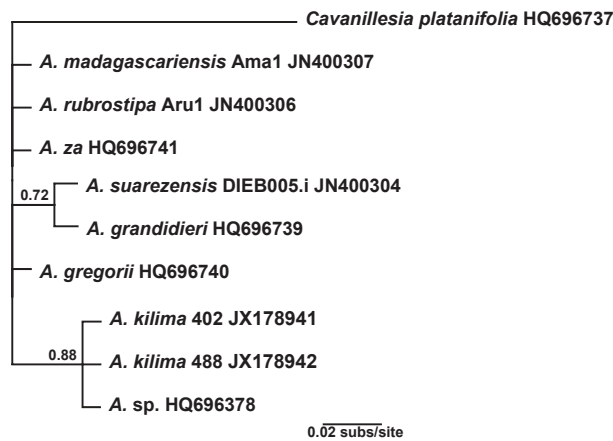 Cavanillesia platanifolia HQ696737
A. madagascariensis Ama1 JN400307
A. rubrostipa Aru1 JN400306
A. za HQ696741
0.72
A. suarezensis DIEB005.i JN400304
A. grandidieri HQ696739
A. gregorii HQ696740
A. kilima 402 JX178941
0.88
A. kilima 488 JX178942
A. sp. HQ696378
0.02 subs/site